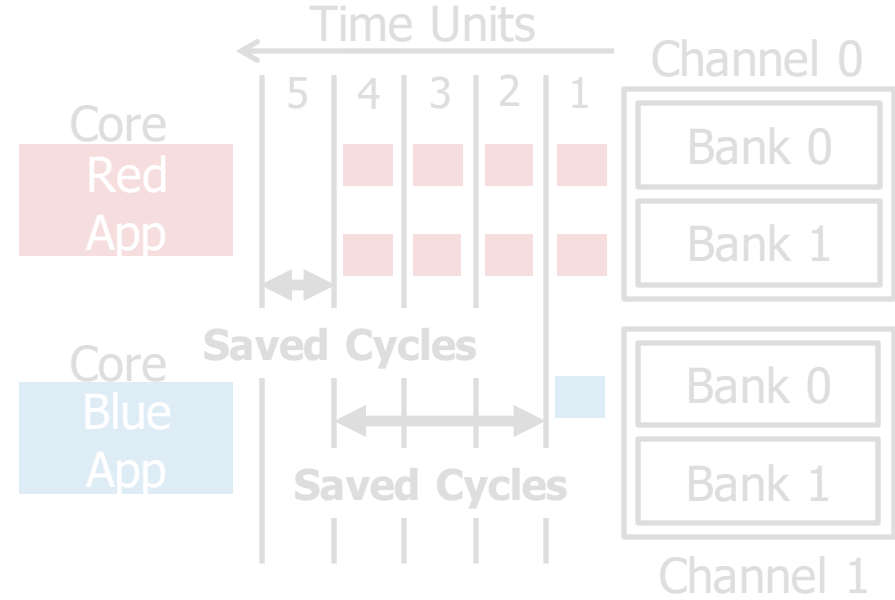 Time Units
Channel 0
5 4 3 2 1
Core
Red
App
Bank 0
Bank 1
Saved Cycles
Core
Blue
App
Bank 0
Bank 1
Saved Cycles
Channel 1